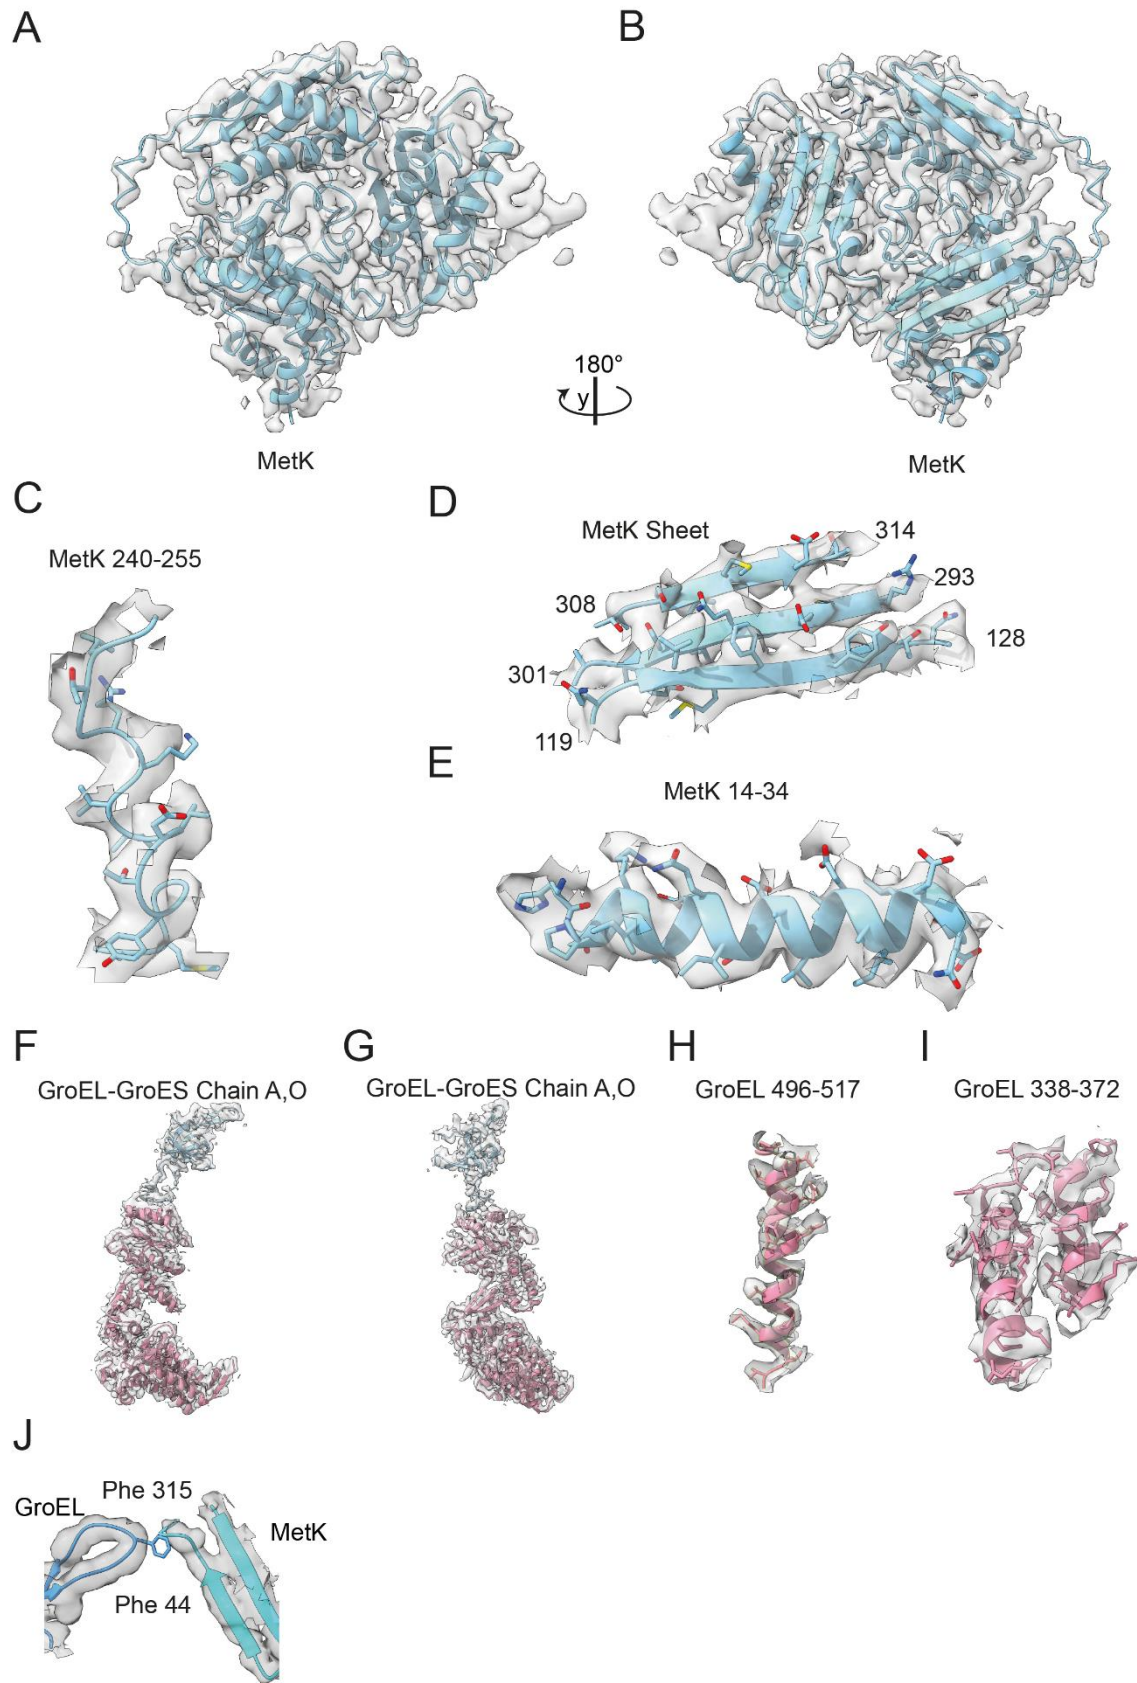 A
B
180°
y
MetK
MetK
C
MetK 240-255
D
MetK Sheet
314
293
308
128
301
119
E
MetK 14-34
F
GroEL-GroES Chain A,O
G
GroEL-GroES Chain A,O
H
GroEL 496-517
I
GroEL 338-372
J
Phe 315
GroEL
MetK
Phe 44